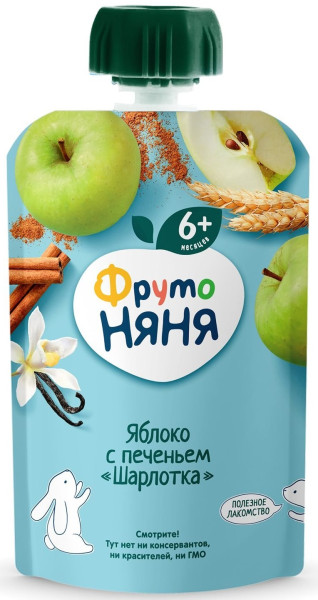 6+
месяцев
Фруто
НЯНЯ
Яблоко
с печеньем
«Шарлотка»
ПОЛЕЗНОЕ
ЛАКОМСТВО
Смотрите!
Тут нет ни консервантов,
ни красителей, ни ГМО